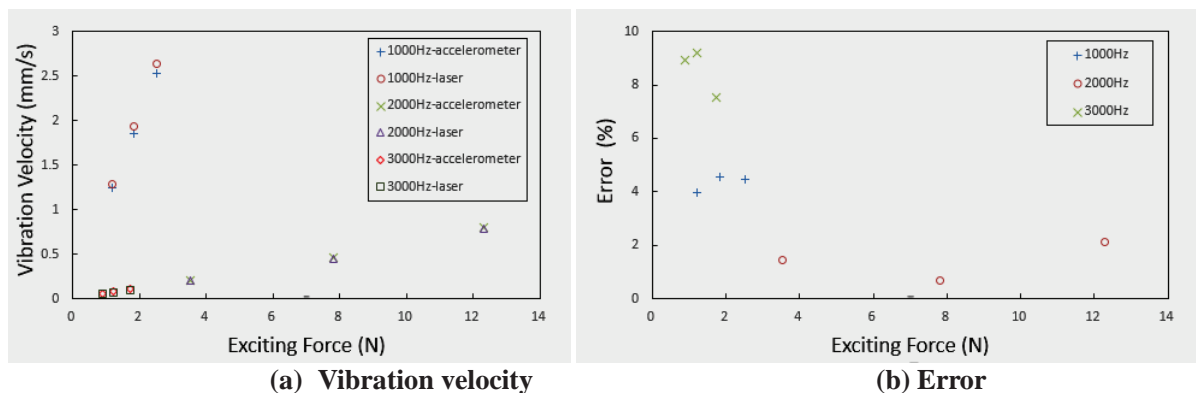 3
2.5
2
1.5
1
0.5
0
0 2 4 6 8 10 12 14
Vibration Velocity (mm/s)
Exciting Force (N)
1000Hz-accelerometer
1000Hz-laser
2000Hz-accelerometer
2000Hz-laser
3000Hz-accelerometer
3000Hz-laser
(a) Vibration velocity
10
8
6
4
2
0
0 2 4 6 8 10 12 14
Error (%)
Exciting Force (N)
1000Hz
2000Hz
3000Hz
(b) Error